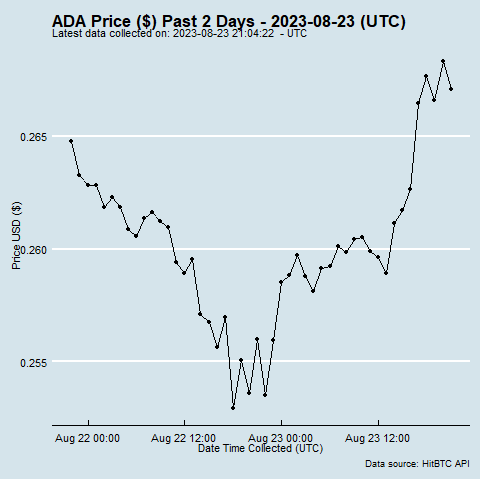 ADA Price ($) Past 2 Days - 2023-08-23 (UTC)
Latest data collected on: 2023-08-23 21:04:22 - UTC
0.265
0.260
0.255
Price USD ($)
Aug 22 00:00 Aug 22 12:00 Aug 23 00:00 Aug 23 12:00
Date Time Collected (UTC)
Data source: HitBTC API